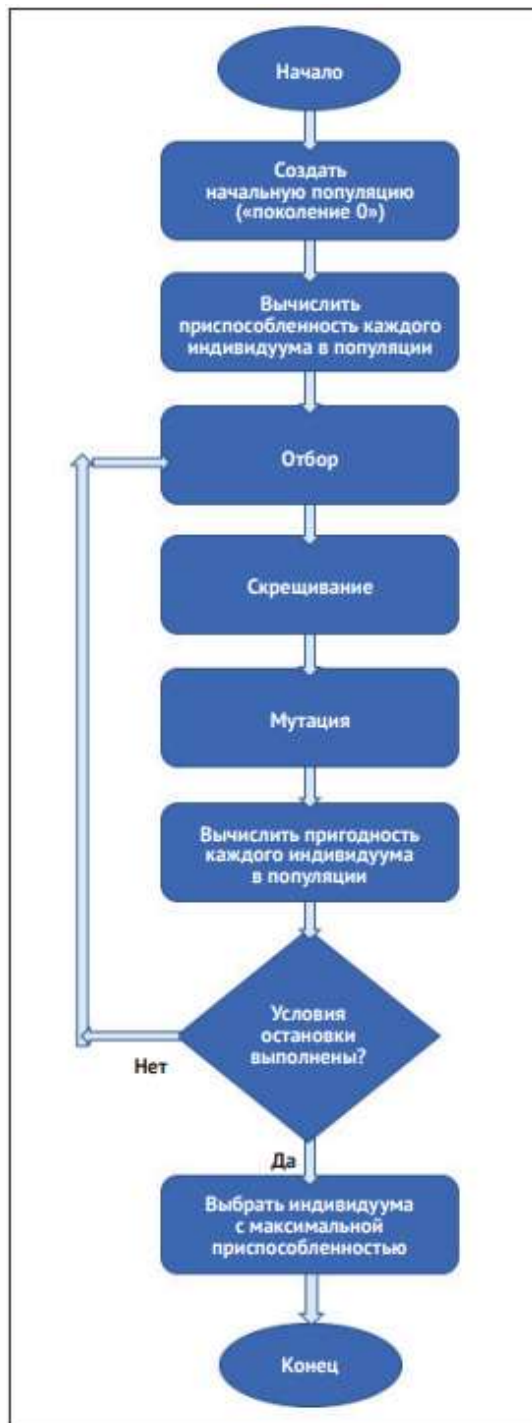 Начало
Создать
начальную популяцию
(«поколение 0»)
Вычислить
приспособленность каждого
индивидуума в популяции
Отбор
Скрещивание
Мутация
Вычислить пригодность
каждого индивидуума
в популяции
Условия
остановки
выполнены?
Нет
Да
Выбрать индивидуума
с максимальной
приспособленностью
Конец